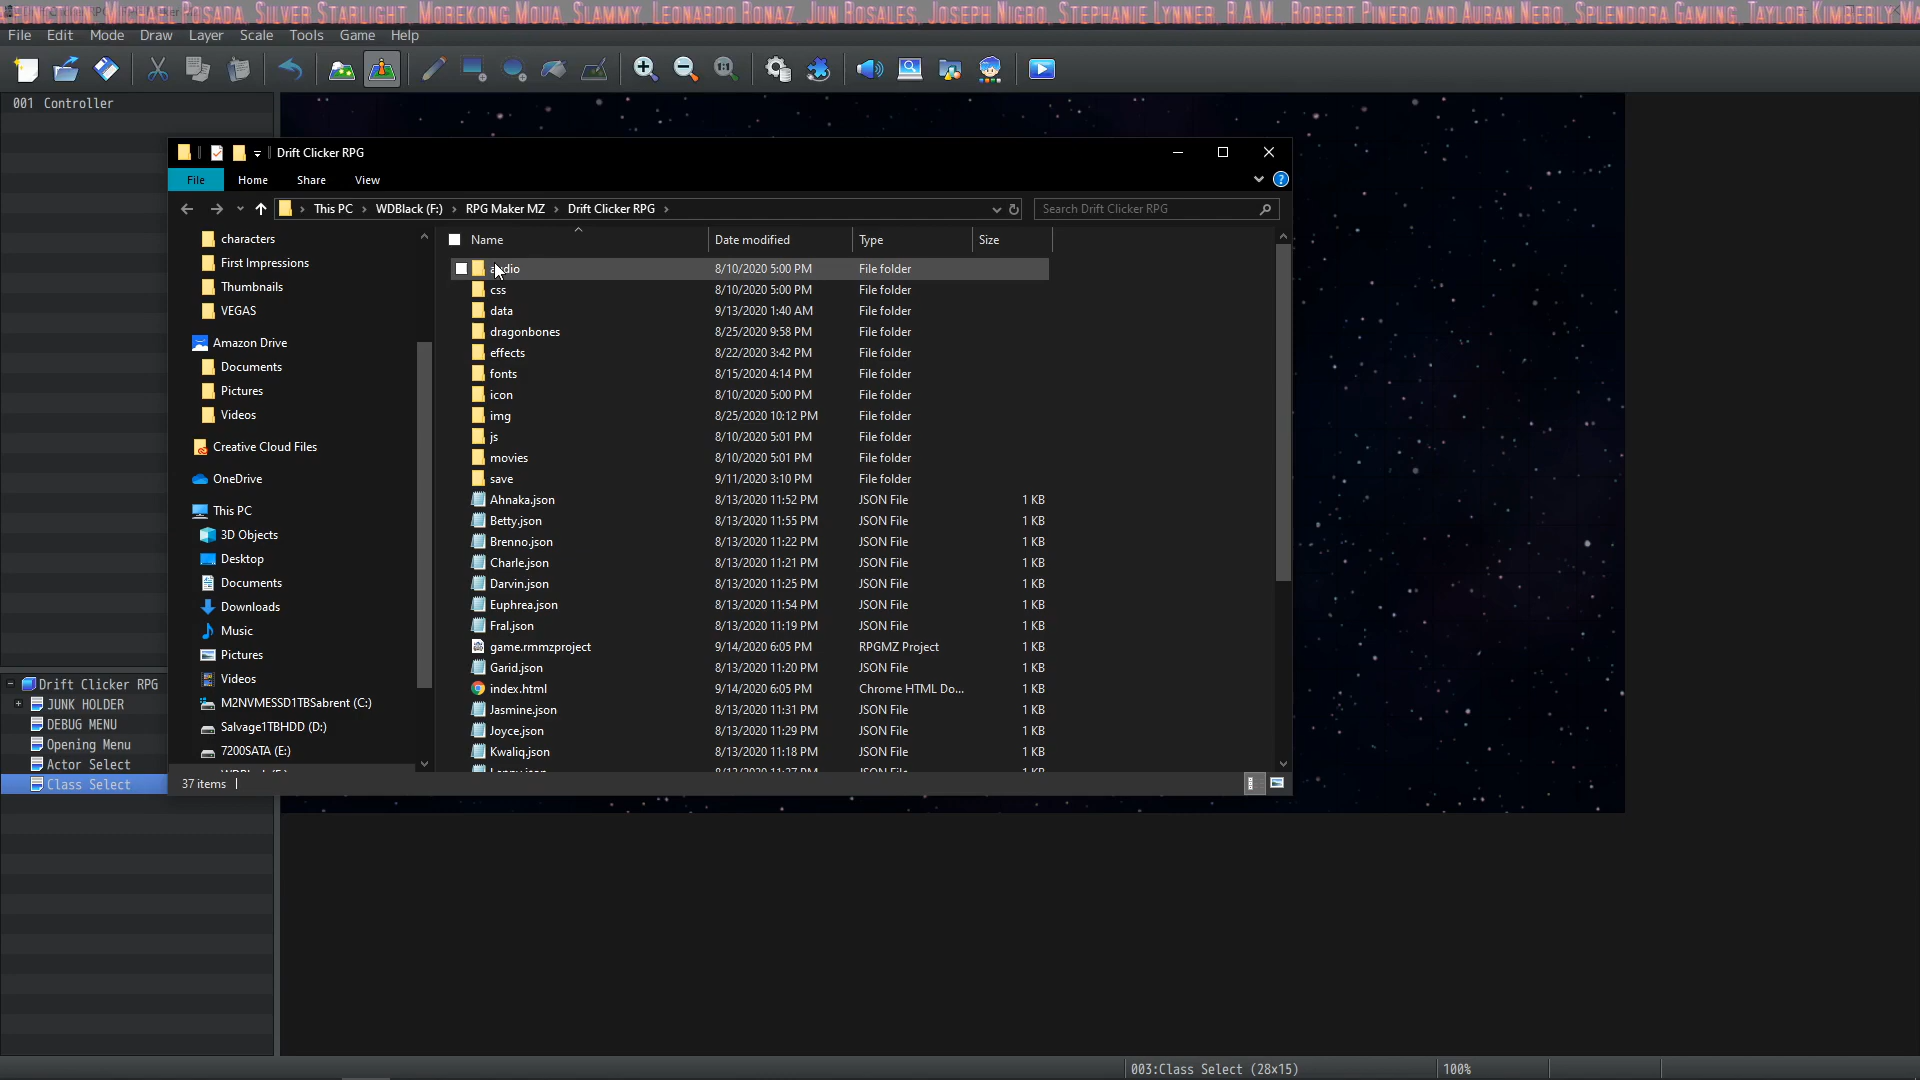 Posada, Silver Starlight, Morekong Moua, Slammy, Leonardo Bonaz, Jun Rosales, Joseph Nigro, Stephanie Lynner, R.A.M., Robert Pinero and Auban Nero, Splendora Gaming, Taylor Kimberly
File Edit Mode Draw Layer Scale Tools Game Help
001 Controller
Drift Clicker RPG
File Home Share View
This PC > WDBlack (F:) > RPG Maker MZ > Drift Clicker RPG >
Search Drift Clicker RPG
characters
First Impressions
Thumbnails
VEGAS
Amazon Drive
Documents
Pictures
Videos
Creative Cloud Files
OneDrive
This PC
3D Objects
Desktop
Documents
Downloads
Music
Pictures
Videos
M2NVMESSD1TBSabrent (C:)
Salvage1TBHDD (D:)
7200SATA (E:)
Name Date modified Type Size
audio 8/10/2020 5:00 PM File folder
css 8/10/2020 5:00 PM File folder
data 9/13/2020 1:40 AM File folder
dragonbones 8/25/2020 9:58 PM File folder
effects 8/22/2020 3:42 PM File folder
fonts 8/15/2020 4:14 PM File folder
icon 8/10/2020 5:00 PM File folder
img 8/25/2020 10:12 PM File folder
js 8/10/2020 5:01 PM File folder
movies 8/10/2020 5:01 PM File folder
save 9/11/2020 3:10 PM File folder
Ahnaka.json 8/13/2020 11:52 PM JSON File 1 KB
Betty.json 8/13/2020 11:55 PM JSON File 1 KB
Brenno.json 8/13/2020 11:22 PM JSON File 1 KB
Charle.json 8/13/2020 11:21 PM JSON File 1 KB
Darvin.json 8/13/2020 11:25 PM JSON File 1 KB
Euphrea.json 8/13/2020 11:54 PM JSON File 1 KB
Fral.json 8/13/2020 11:19 PM JSON File 1 KB
game.rmmzproject 9/14/2020 6:05 PM RPGMZ Project 1 KB
Garid.json 8/13/2020 11:20 PM JSON File 1 KB
index.html 9/14/2020 6:05 PM Chrome HTML Do... 1 KB
Jasmine.json 8/13/2020 11:31 PM JSON File 1 KB
Joyce.json 8/13/2020 11:29 PM JSON File 1 KB
Kwaliq.json 8/13/2020 11:18 PM JSON File 1 KB
37 items
Drift Clicker RPG
JUNK HOLDER
DEBUG MENU
Opening Menu
Actor Select
Class Select
003:Class Select (28x15) 100%